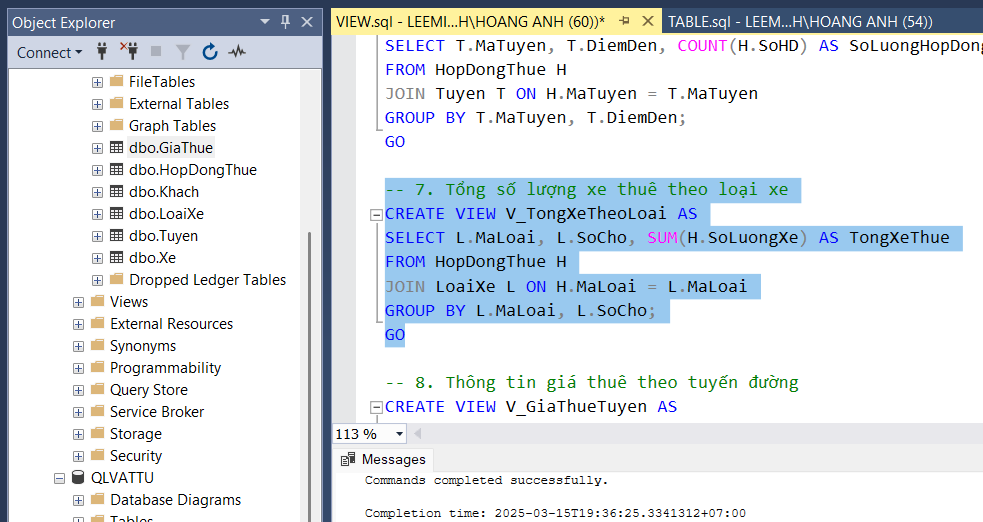 Object Explorer
Connect
FileTables
External Tables
Graph Tables
dbo.GiaThue
dbo.HopDongThue
dbo.Khach
dbo.LoaiXe
dbo.Tuyen
dbo.Xe
Dropped Ledger Tables
Views
External Resources
Synonyms
Programmability
Query Store
Service Broker
Storage
Security
QLVATTU
Database Diagrams
Tables
VIEW.sql - LEEMI...H\HOANG ANH (60))*
TABLE.sql - LEEM...H\HOANG ANH (54))
SELECT T.MaTuyen, T.DiemDen, COUNT(H.SoHD) AS SoLuongHopDong
FROM HopDongThue H
JOIN Tuyen T ON H.MaTuyen = T.MaTuyen
GROUP BY T.MaTuyen, T.DiemDen;
GO
-- 7. Tổng số lượng xe thuê theo loại xe
CREATE VIEW V_TongXeTheoLoai AS
SELECT L.MaLoai, L.SoCho, SUM(H.SoLuongXe) AS TongXeThue
FROM HopDongThue H
JOIN LoaiXe L ON H.MaLoai = L.MaLoai
GROUP BY L.MaLoai, L.SoCho;
GO
-- 8. Thông tin giá thuê theo tuyến đường
CREATE VIEW V_GiaThueTuyen AS
113 %
Messages
Commands completed successfully.
Completion time: 2025-03-15T19:36:25.3341312+07:00